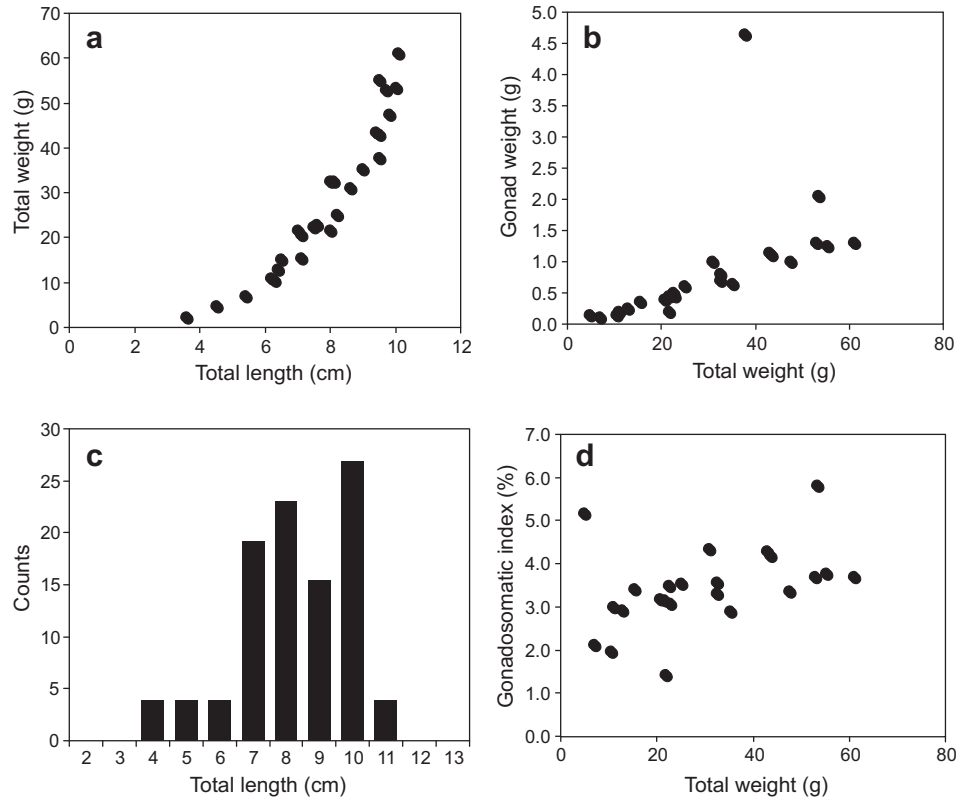 a
70
60
50
40
30
20
10
0
0 2 4 6 8 10 12
Total length (cm)
Total weight (g)
b
5.0
4.5
4.0
3.5
3.0
2.5
2.0
1.5
1.0
0.5
0.0
0 20 40 60 80
Total weight (g)
Gonad weight (g)
c
30
25
20
15
10
5
0
2 3 4 5 6 7 8 9 10 11 12 13
Total length (cm)
Counts
d
7.0
6.0
5.0
4.0
3.0
2.0
1.0
0.0
0 20 40 60 80
Total weight (g)
Gonadosomatic index (%)